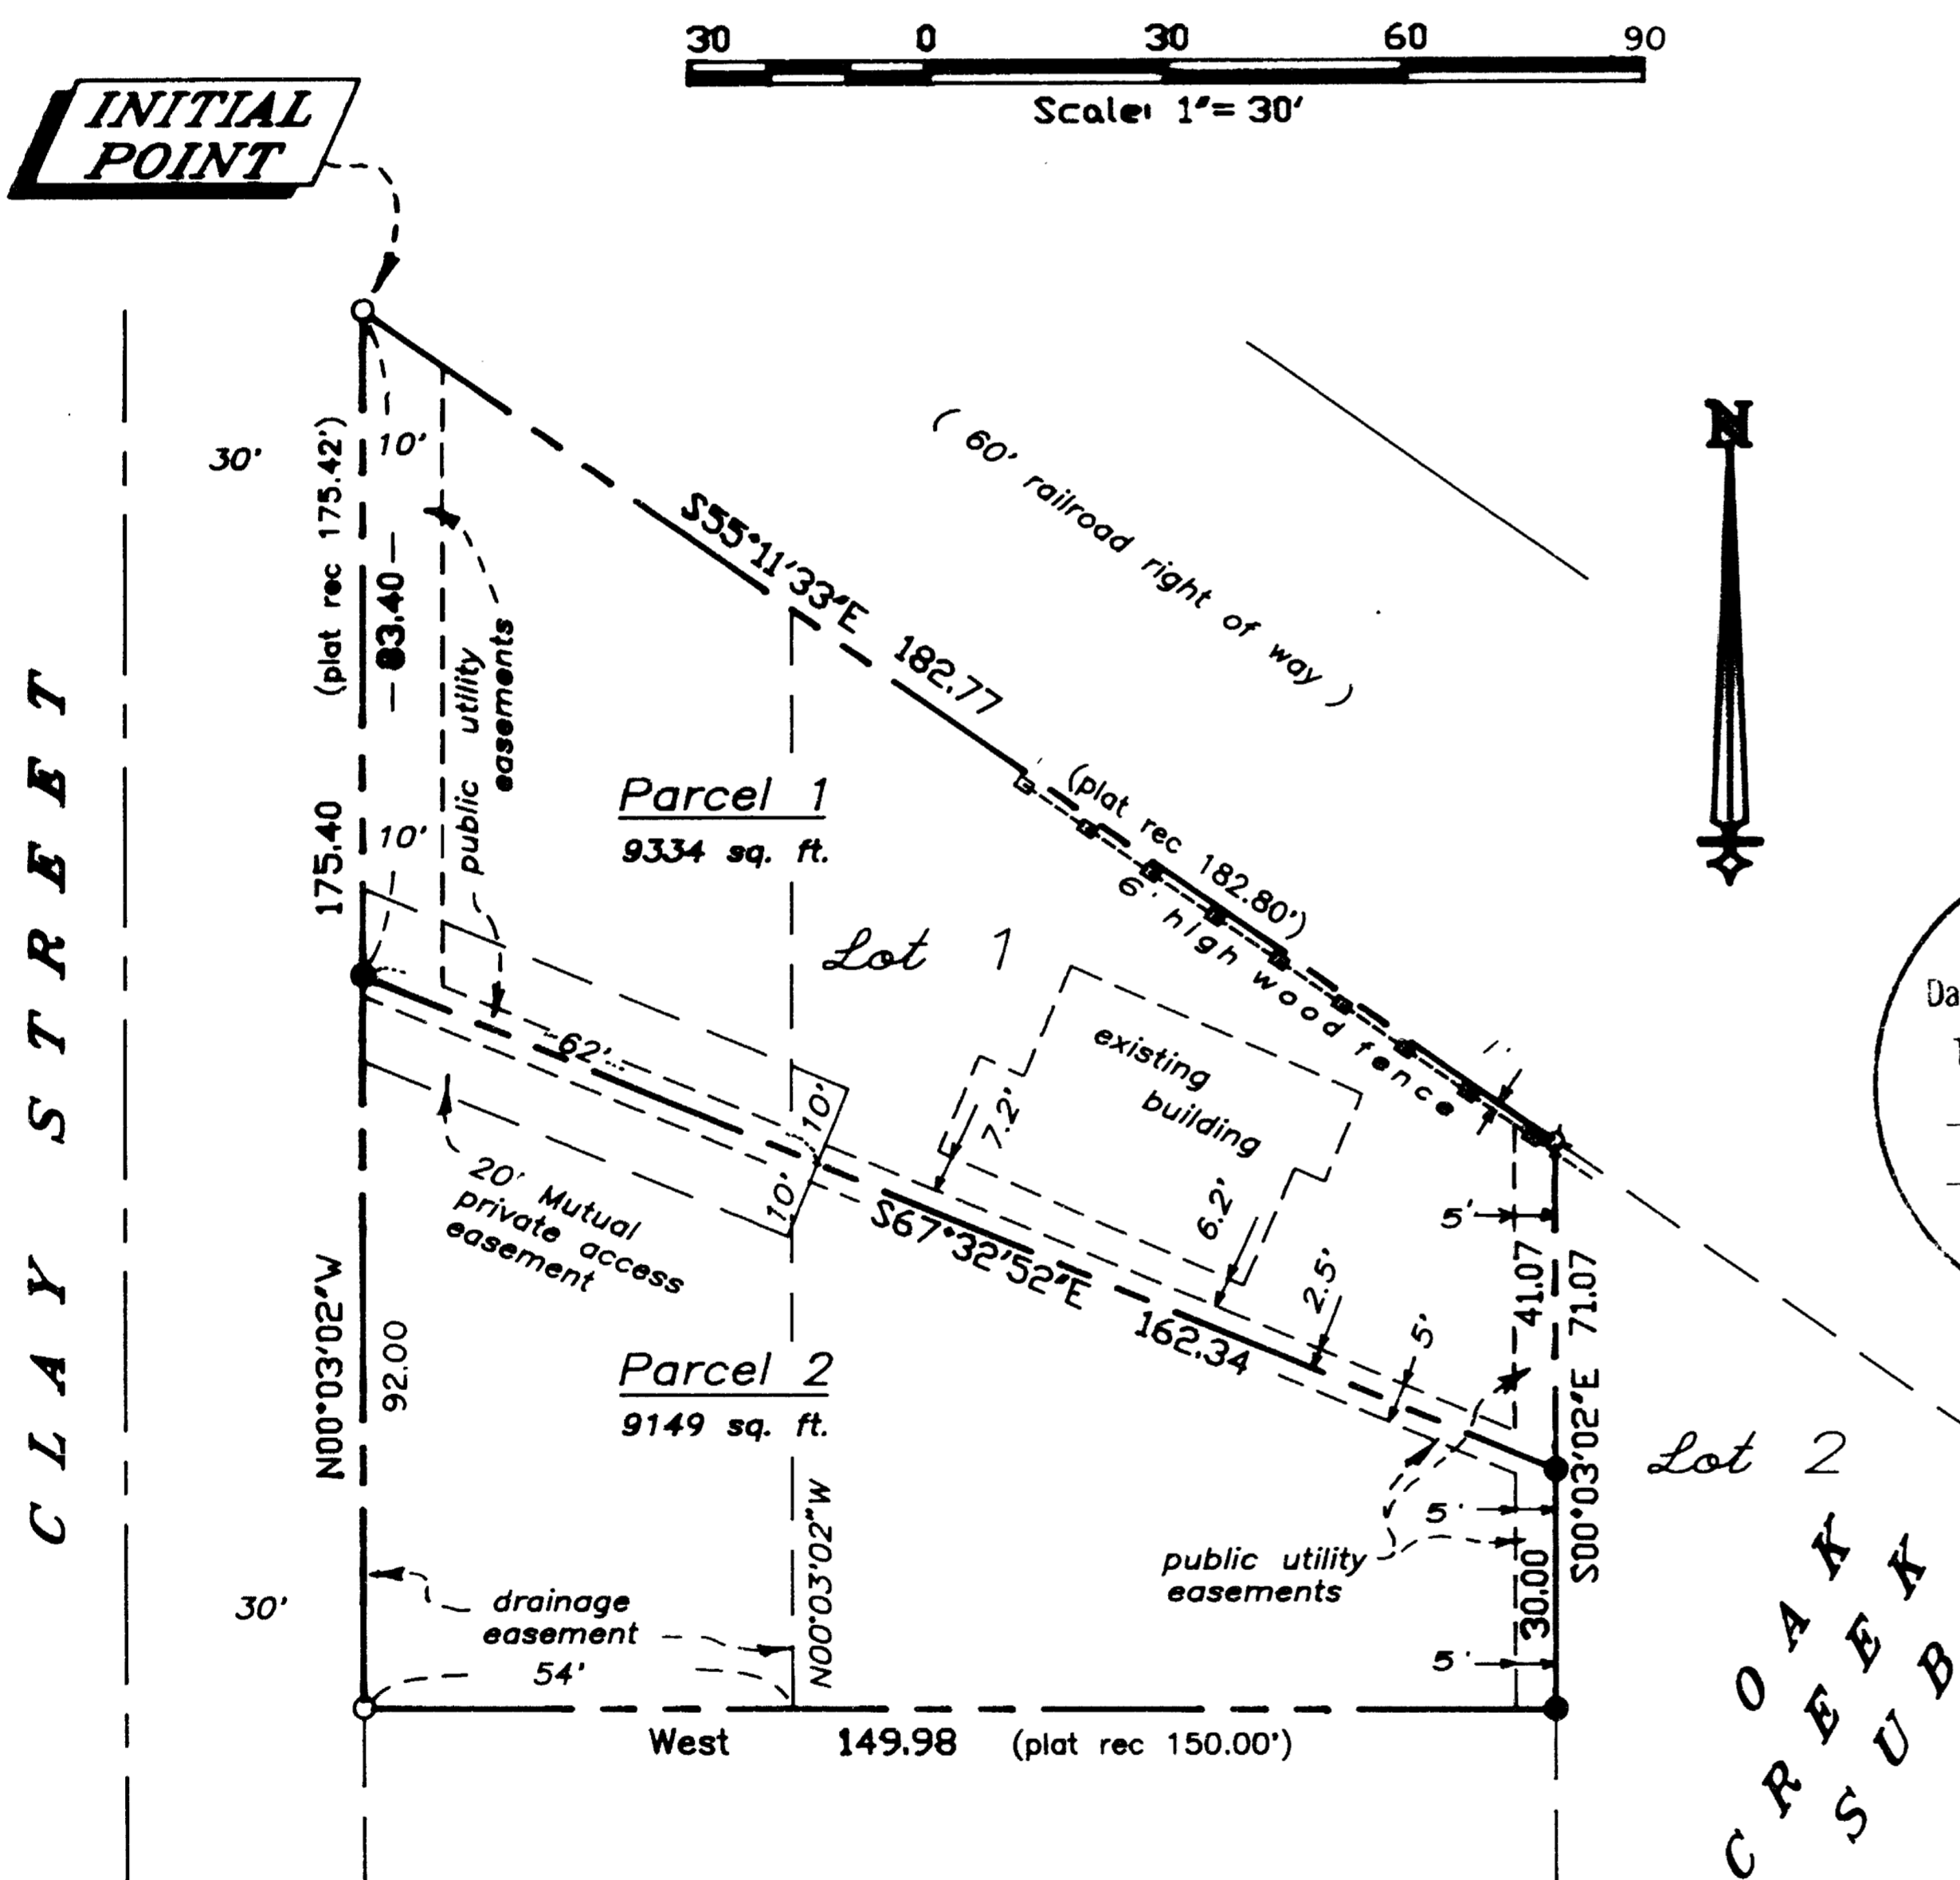 30 0 30 60 90
Scale: 1"= 30'
INITIAL
POINT
CLAY STREET
30'
30'
(plat rec 175.42')
83.40
175.40
N00°03'02"W
92.00
10'
10'
public utility
easements
S55°11'33"E 182.77
(plat rec 182.80')
6' high wood fence
( 60' railroad right of way )
N
Parcel 1
9334 sq. ft.
Lot 1
existing
building
62'
10'
10'
7.2'
6.2'
2.5'
5'
1'
S67°32'52"E
162.34
20' Mutual
private access
easement
Parcel 2
9149 sq. ft.
N00°03'02"W
drainage
easement
54'
public utility
easements
5'
41.07
71.07
S00°03'02"E
5'
30.00
5'
Lot 2
West 149.98 (plat rec 150.00')
OAK
CREEK
SUB
Da